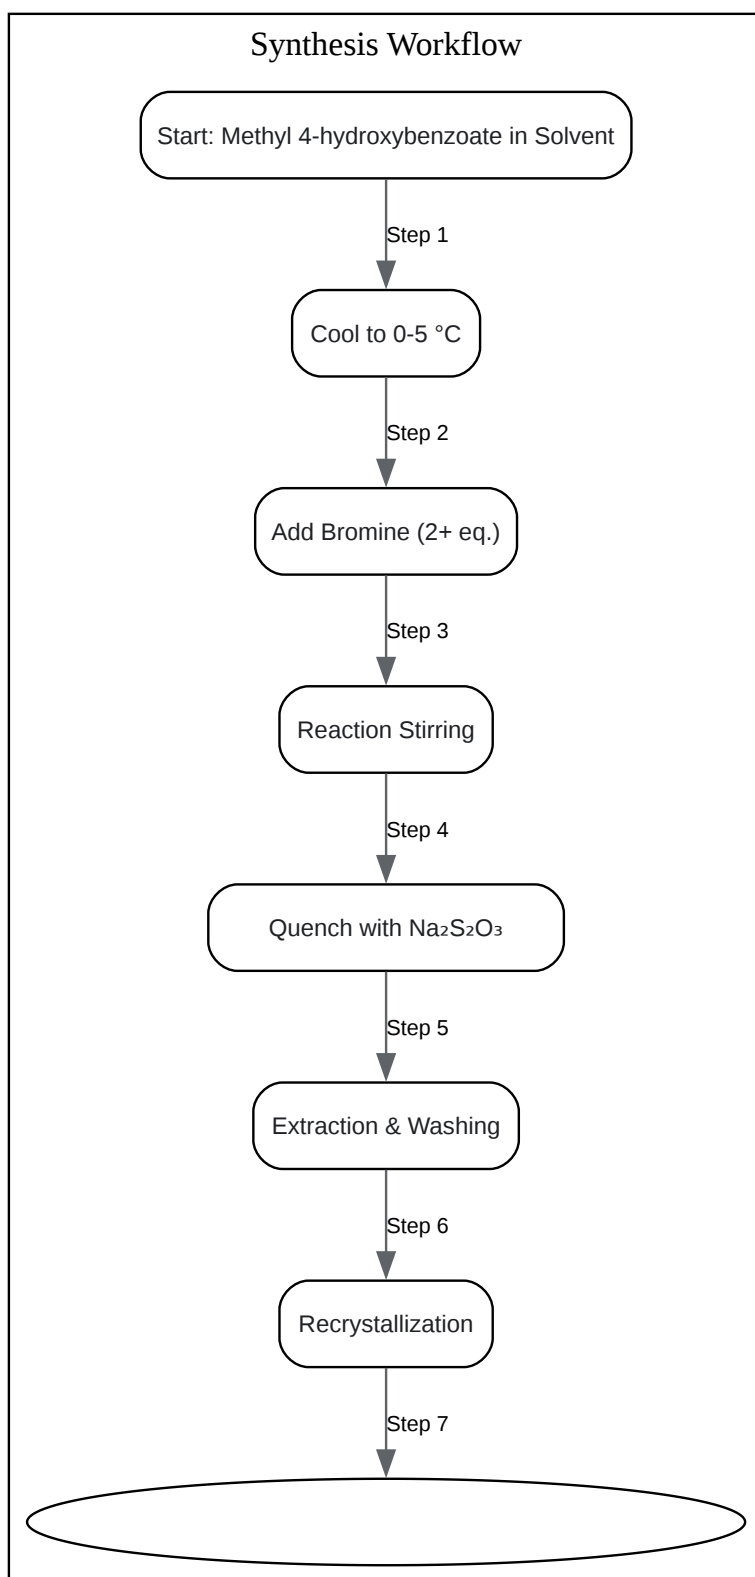 Synthesis Workflow
Start: Methyl 4-hydroxybenzoate in Solvent
Step 1
Cool to 0-5 °C
Step 2
Add Bromine (2+ eq.)
Step 3
Reaction Stirring
Step 4
Quench with Na₂S₂O₃
Step 5
Extraction & Washing
Step 6
Recrystallization
Step 7